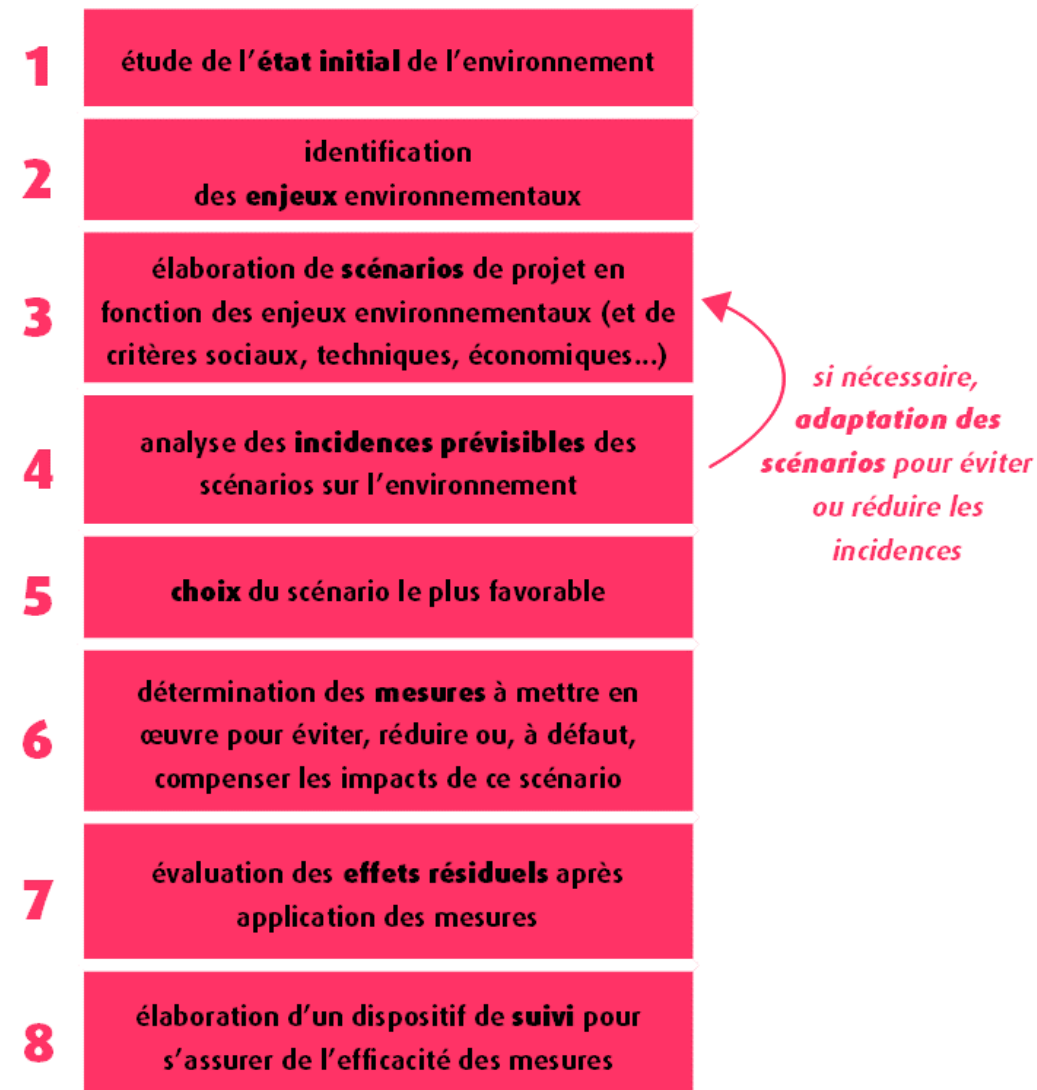 1
étude de l'état initial de l'environnement
2
identification
des enjeux environnementaux
3
élaboration de scénarios de projet en
fonction des enjeux environnementaux (et de
critères sociaux, techniques, économiques...)
4
analyse des incidences prévisibles des
scénarios sur l'environnement
si nécessaire,
adaptation des
scénarios pour éviter
ou réduire les
incidences
5
choix du scénario le plus favorable
6
détermination des mesures à mettre en
œuvre pour éviter, réduire ou, à défaut,
compenser les impacts de ce scénario
7
évaluation des effets résiduels après
application des mesures
8
élaboration d'un dispositif de suivi pour
s'assurer de l'efficacité des mesures